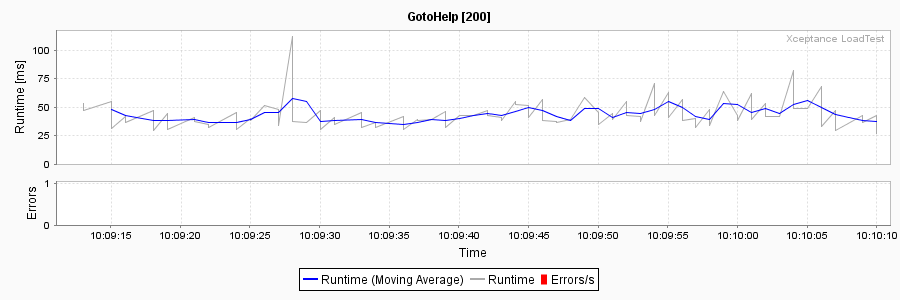 GotoHelp [200]
Xceptance LoadTest
Runtime [ms]
100
75
50
25
0
Errors
1
0
10:09:15 10:09:20 10:09:25 10:09:30 10:09:35 10:09:40 10:09:45 10:09:50 10:09:55 10:10:00 10:10:05 10:10:10
Time
Runtime (Moving Average) Runtime Errors/s